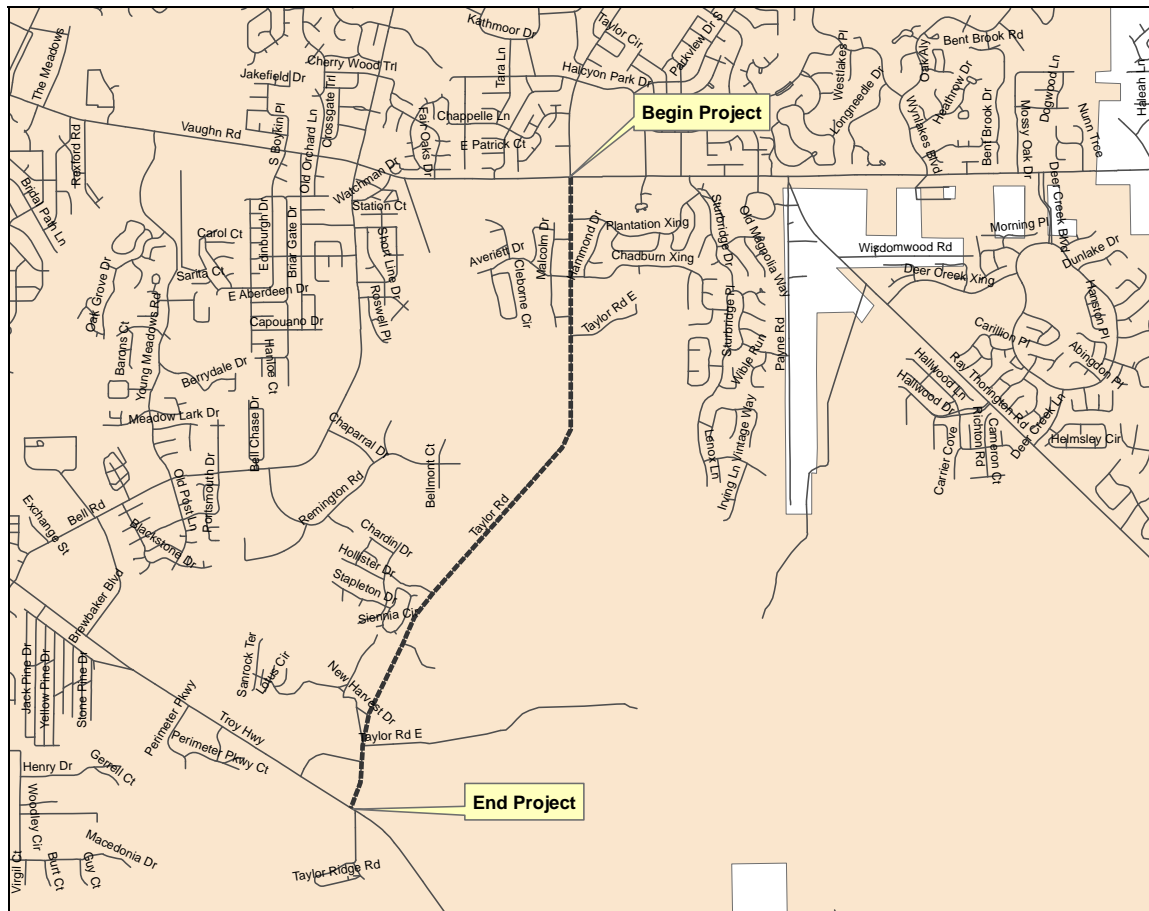 The Meadows
Kathmoor Dr
Taylor Cir
Parkview Dr S
Bent Brook Rd
Cherry Wood Trl
Jakefield Dr
Tara Ln
Halcyon Park Dr
Westlakes Pl
Oak Aly
Heathrow Dr
Longneedle Dr
Wynlakes Blvd
Bent Brook Dr
Mossy Oak Dr
Dogwood Ln
Nunn Tree
Haleah Ln
Begin Project
Rexford Rd
Vaughn Rd
S Boykin Pl
Old Orchard Ln
Crossgate Trl
Fair Oaks Dr
Chappelle Ln
E Patrick Ct
Watchman Dr
Station Ct
Bridal Path Ln
Carol Ct
Edinburgh Dr
Briar Gate Dr
Short Line Dr
Averlett Dr
Cleborne Cir
Malcolm Dr
Hammond Dr
Plantation Xing
Chadburn Xing
Sturbridge Dr
Old Magnolia Way
Wisdomwood Rd
Morning Pl
Deer Creek Blvd
Dunlake Dr
Deer Creek Xing
Hanston Pl
Oak Grove Dr
Sarita Ct
E Aberdeen Dr
Roswell Pl
Capouano Dr
Taylor Rd E
Sturbridge Pl
Wible Run
Payne Rd
Carillion Pl
Abingdon Pl
Barons Ct
Young Meadows Rd
Berrydale Dr
Hanloe Ct
Hallwood Ln
Hallwood Dr
Ray Thorington Rd
Meadow Lark Dr
Bell Chase Dr
Chaparral Dr
Bellmont Ct
Lenox Ln
Irving Ln
Vintage Way
Carrier Cove
Richton Rd
Cameron Ct
Deer Creek Ln
Helmsley Cir
Old Post Ln
Portsmouth Dr
Remington Rd
Taylor Rd
Exchange St
Bell Rd
Blackstone Dr
Chardin Dr
Hollister Dr
Stapleton Dr
Siennia Cir
Brewbaker Blvd
Jack Pine Dr
Yellow Pine Dr
Stone Pine Dr
Sanrock Ter
Lotus Cir
New Harvest Dr
Perimeter Pkwy
Troy Hwy
Perimeter Pkwy Ct
Taylor Rd E
Henry Dr
Gerrell Ct
Woodley Cir
End Project
Macedonia Dr
Virgil Ct
Burt Ct
Guy Ct
Taylor Ridge Rd